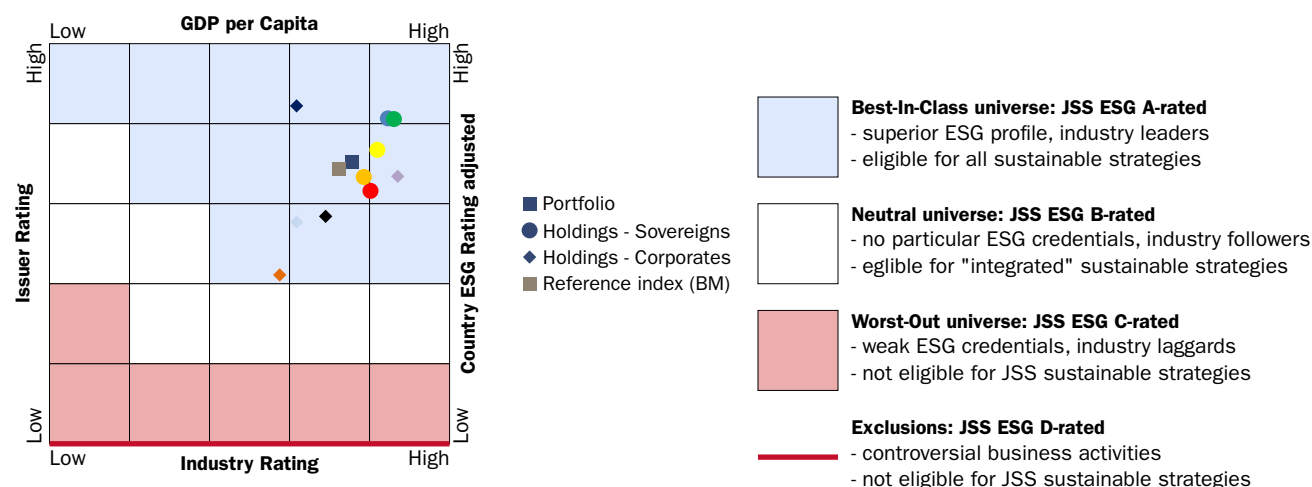 GDP per Capita
Low
High
High
High
Issuer Rating
Country ESG Rating adjusted
Low
Low
Low
High
Industry Rating
Portfolio
Holdings - Sovereigns
Holdings - Corporates
Reference index (BM)
Best-In-Class universe: JSS ESG A-rated
- superior ESG profile, industry leaders
- eligible for all sustainable strategies
Neutral universe: JSS ESG B-rated
- no particular ESG credentials, industry followers
- eglible for "integrated" sustainable strategies
Worst-Out universe: JSS ESG C-rated
- weak ESG credentials, industry laggards
- not eligible for JSS sustainable strategies
Exclusions: JSS ESG D-rated
- controversial business activities
- not eligible for JSS sustainable strategies